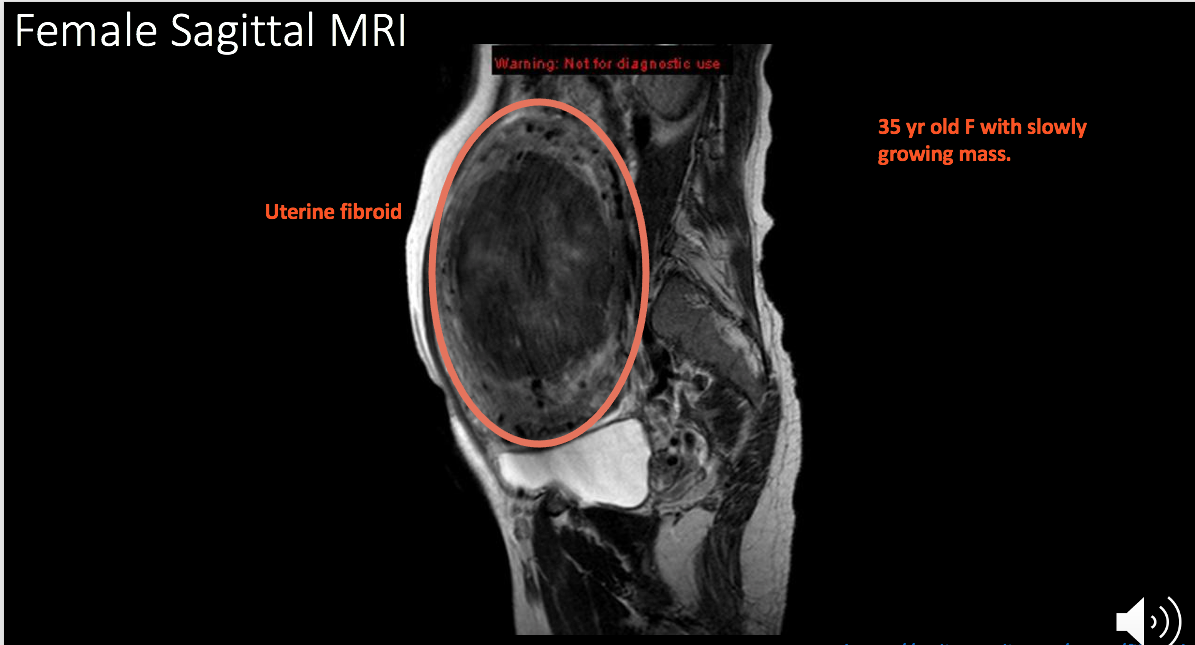 Female Sagittal MRI
Warning: Not for diagnostic use
35 yr old F with slowly
growing mass.
Uterine fibroid